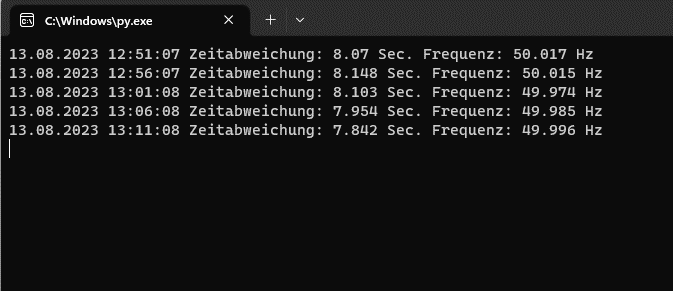 C:\Windows\py.exe
13.08.2023 12:51:07 Zeitabweichung: 8.07 Sec. Frequenz: 50.017 Hz
13.08.2023 12:56:07 Zeitabweichung: 8.148 Sec. Frequenz: 50.015 Hz
13.08.2023 13:01:08 Zeitabweichung: 8.103 Sec. Frequenz: 49.974 Hz
13.08.2023 13:06:08 Zeitabweichung: 7.954 Sec. Frequenz: 49.985 Hz
13.08.2023 13:11:08 Zeitabweichung: 7.842 Sec. Frequenz: 49.996 Hz